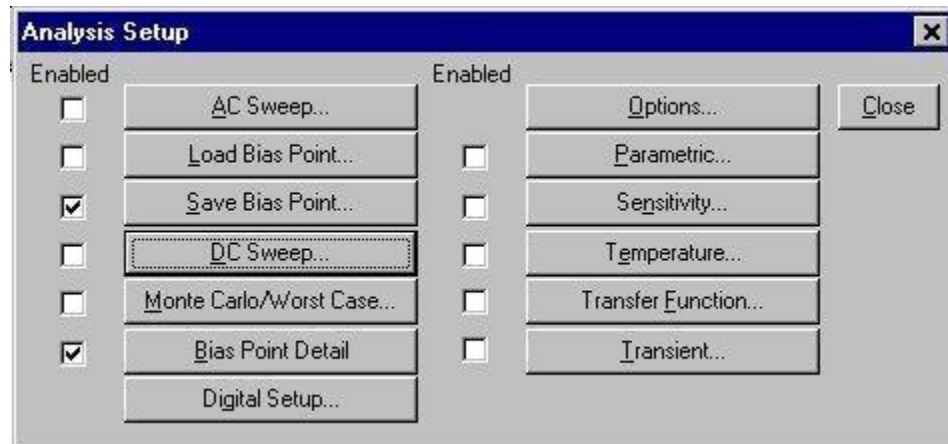 Analysis Setup
Enabled Enabled
AC Sweep... Options... Close
Load Bias Point... Parametric...
Save Bias Point... Sensitivity...
DC Sweep... Temperature...
Monte Carlo/Worst Case... Transfer Function...
Bias Point Detail Transient...
Digital Setup...